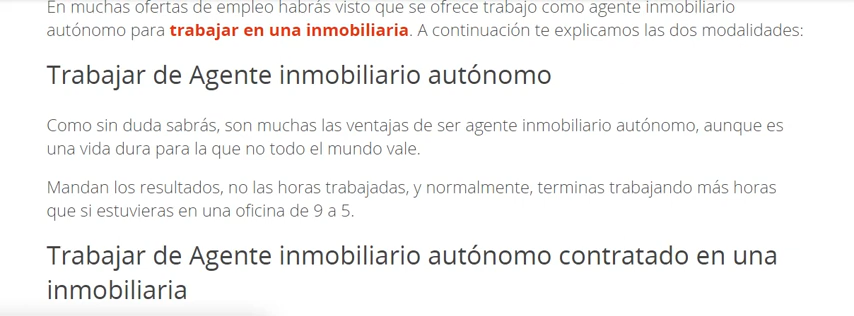 En muchas ofertas de empleo habrás visto que se ofrece trabajo como agente inmobiliario
autónomo para trabajar en una inmobiliaria. A continuación te explicamos las dos modalidades:
Trabajar de Agente inmobiliario autónomo
Como sin duda sabrás, son muchas las ventajas de ser agente inmobiliario autónomo, aunque es
una vida dura para la que no todo el mundo vale.
Mandan los resultados, no las horas trabajadas, y normalmente, terminas trabajando más horas
que si estuvieras en una oficina de 9 a 5.
Trabajar de Agente inmobiliario autónomo contratado en una
inmobiliaria